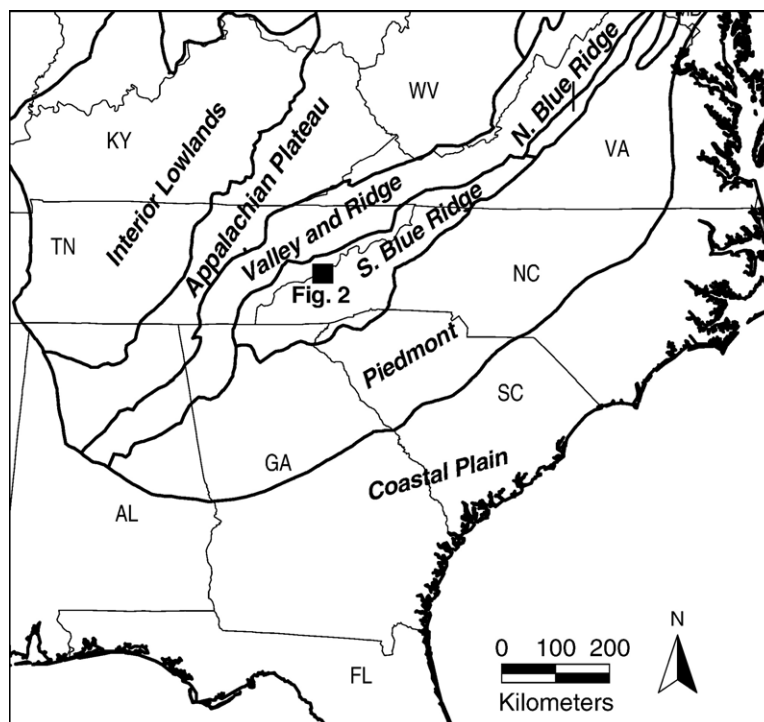 WV
N. Blue Ridge
KY
VA
Interior Lowlands
Appalachian Plateau
Valley and Ridge
S. Blue Ridge
TN
NC
Fig. 2
Piedmont
SC
GA
Coastal Plain
AL
N
0 100 200
Kilometers
FL